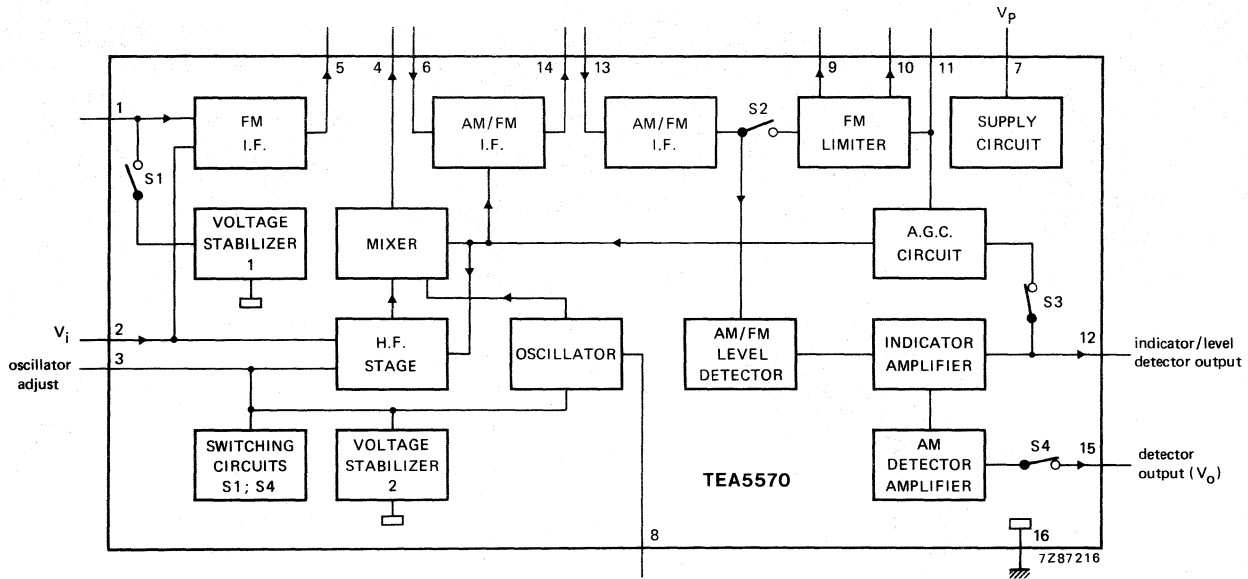 V_P
5
4
6
14
13
9
10
11
7
1
FM
I.F.
AM/FM
I.F.
AM/FM
I.F.
S2
FM
LIMITER
SUPPLY
CIRCUIT
S1
VOLTAGE
STABILIZER
1
MIXER
A.G.C.
CIRCUIT
S3
V_i
2
oscillator
adjust
3
H.F.
STAGE
OSCILLATOR
AM/FM
LEVEL
DETECTOR
INDICATOR
AMPLIFIER
12
indicator/level
detector output
SWITCHING
CIRCUITS
S1; S4
VOLTAGE
STABILIZER
2
TEA5570
AM
DETECTOR
AMPLIFIER
S4
15
detector
output (V_o)
8
16
7Z87216